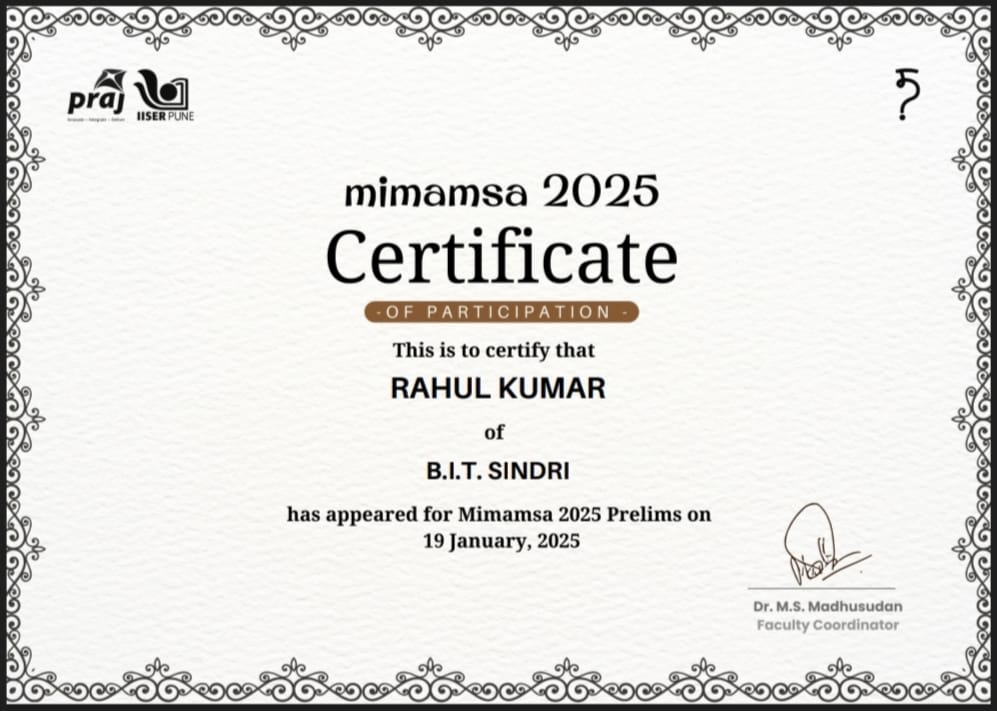 praj
IISER PUNE
mimamsa 2025
Certificate
- OF PARTICIPATION -
This is to certify that
RAHUL KUMAR
of
B.I.T. SINDRI
has appeared for Mimamsa 2025 Prelims on
19 January, 2025
Dr. M.S. Madhusudan
Faculty Coordinator